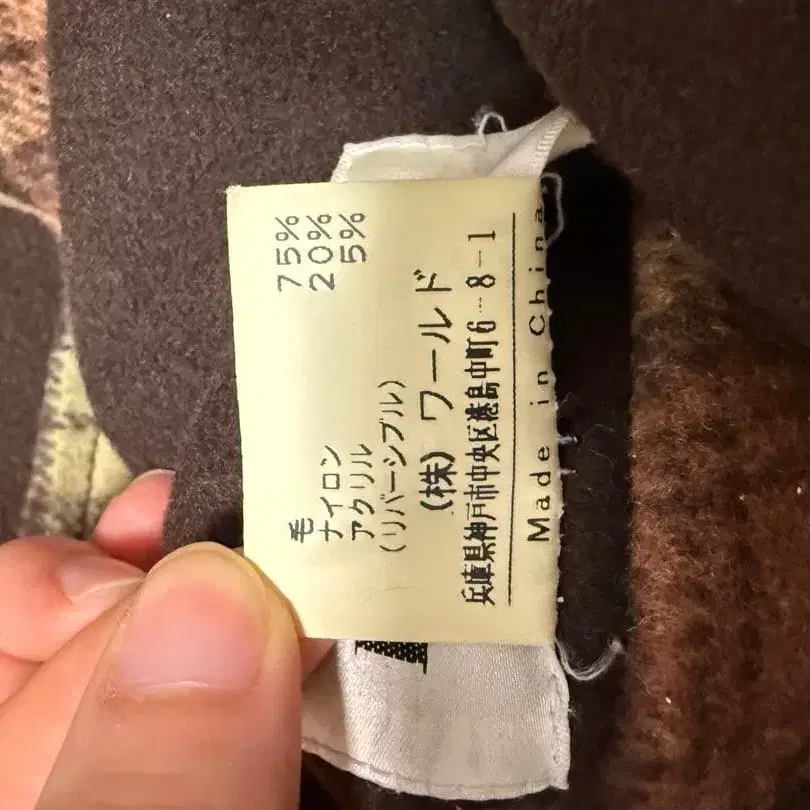 毛 75%
ナイロン 20%
アクリル 5%
(リバーシブル)
(株)ワールド
兵庫県神戸市中央区港島中町6-8-1
Made in China